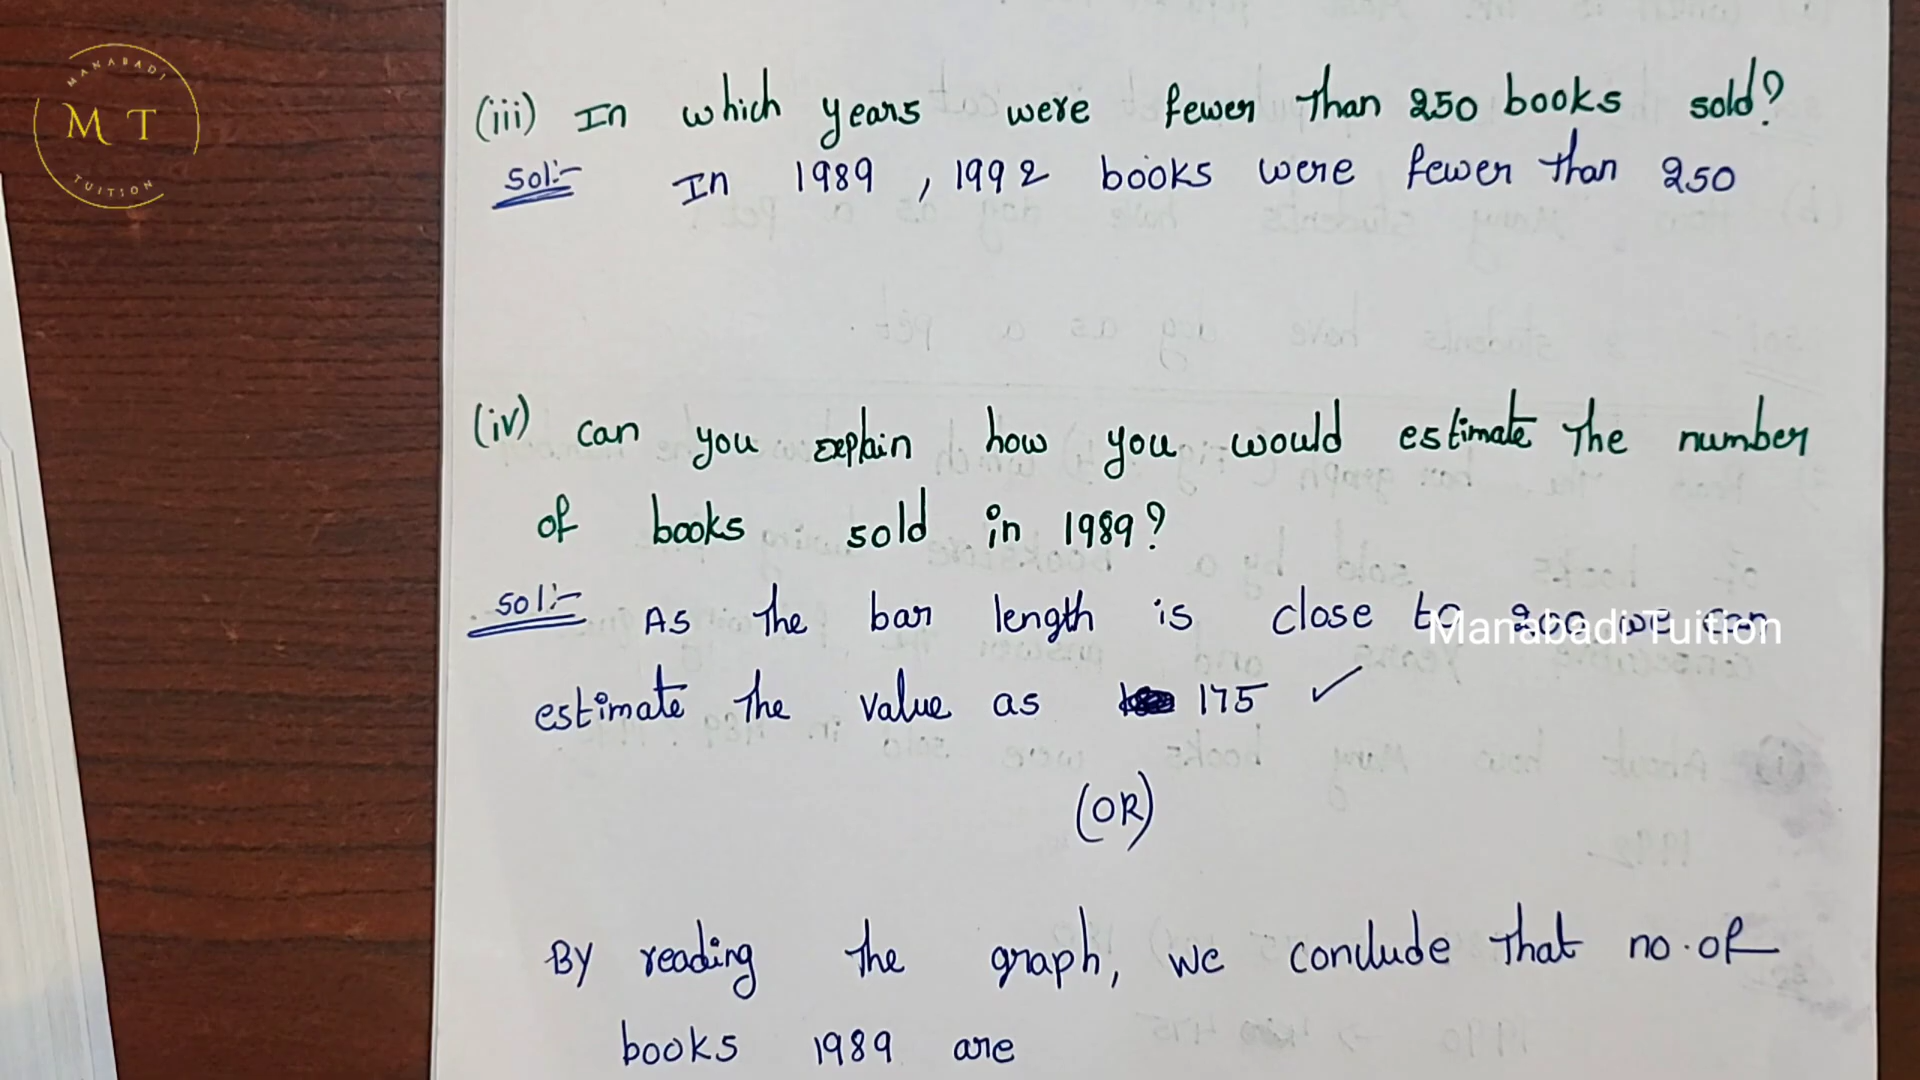 MANABADI
M T
TUITION
(iii) In which years were fewer than 250 books sold?
Sol:- In 1989, 1992 books were fewer than 250
(iv) can you explain how you would estimate the number
of books sold in 1989?
Sol:- As the bar length is close to 200 we can
Manabadi Tuition
estimate the value as 175 ✓
(OR)
By reading the graph, we conclude that no. of
books 1989 are